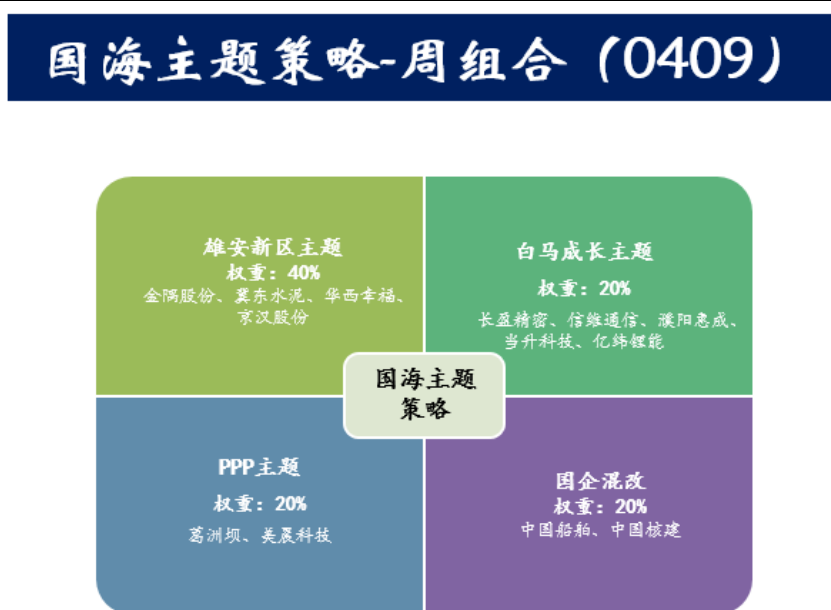 国海主题策略-周组合（0409）
雄安新区主题
权重：40%
金隅股份、冀东水泥、华西幸福、
京汉股份
白马成长主题
权重：20%
长盈精密、信维通信、濮阳惠成、
当升科技、亿纬锂能
国海主题
策略
PPP主题
权重：20%
葛洲坝、美晨科技
国企混改
权重：20%
中国船舶、中国核建